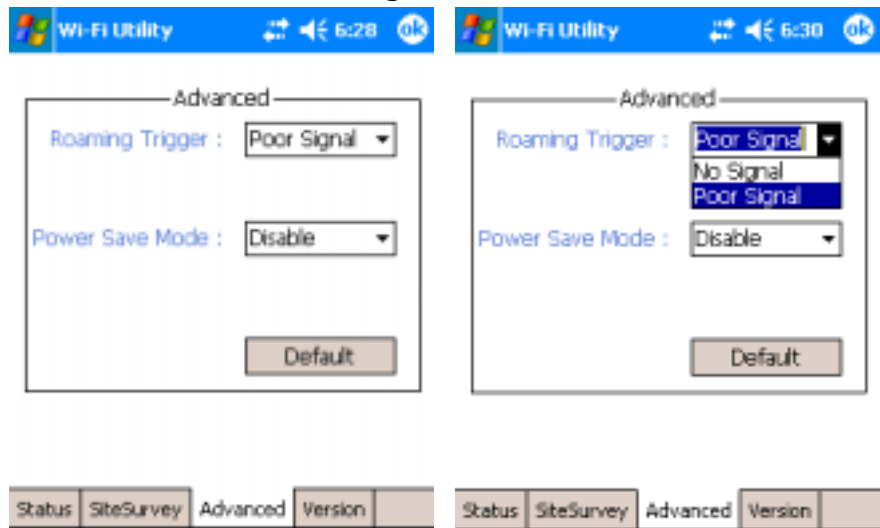 Wi-Fi Utility 6:28 ok
Advanced
Roaming Trigger : Poor Signal
Power Save Mode : Disable
Default
Status SiteSurvey Advanced Version
Wi-Fi Utility 6:30 ok
Advanced
Roaming Trigger : Poor Signal
No Signal
Poor Signal
Power Save Mode : Disable
Default
Status SiteSurvey Advanced Version